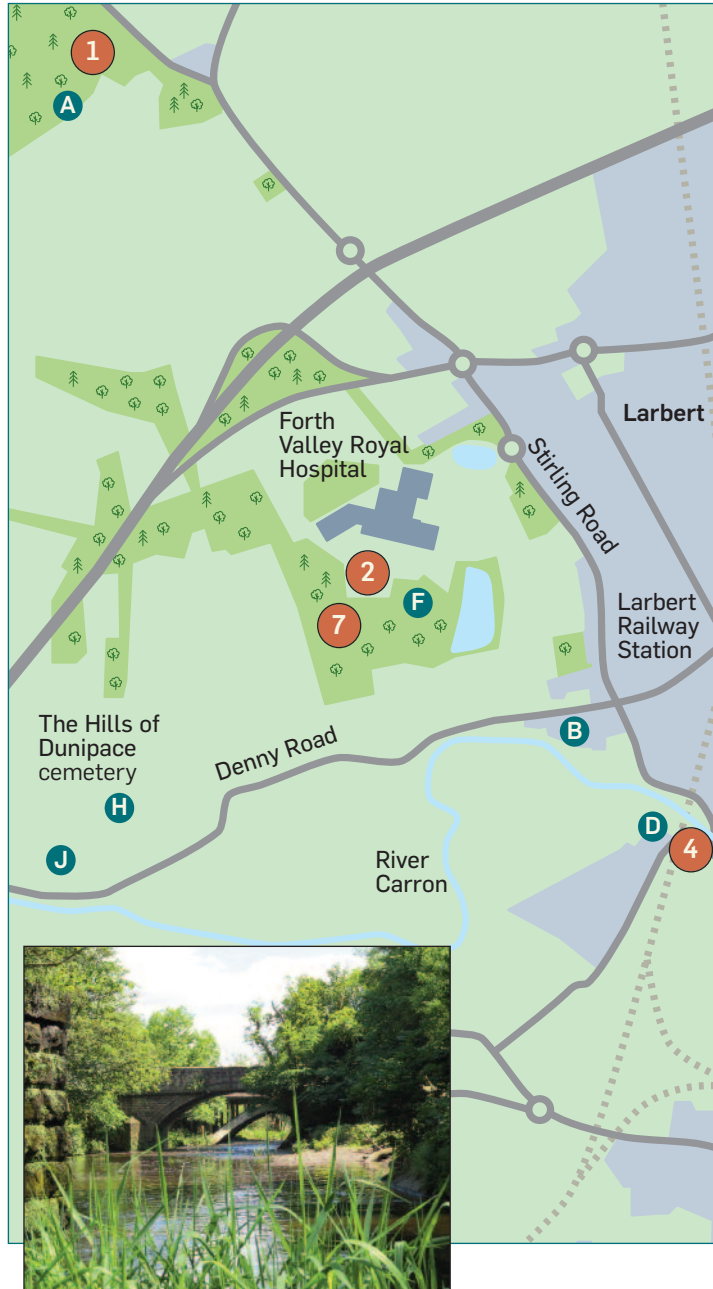 1
A
Forth
Valley Royal
Hospital
Larbert
Stirling Road
2
F
7
Larbert
Railway
Station
The Hills of
Dunipace
cemetery
Denny Road
B
H
D
J
4
River
Carron